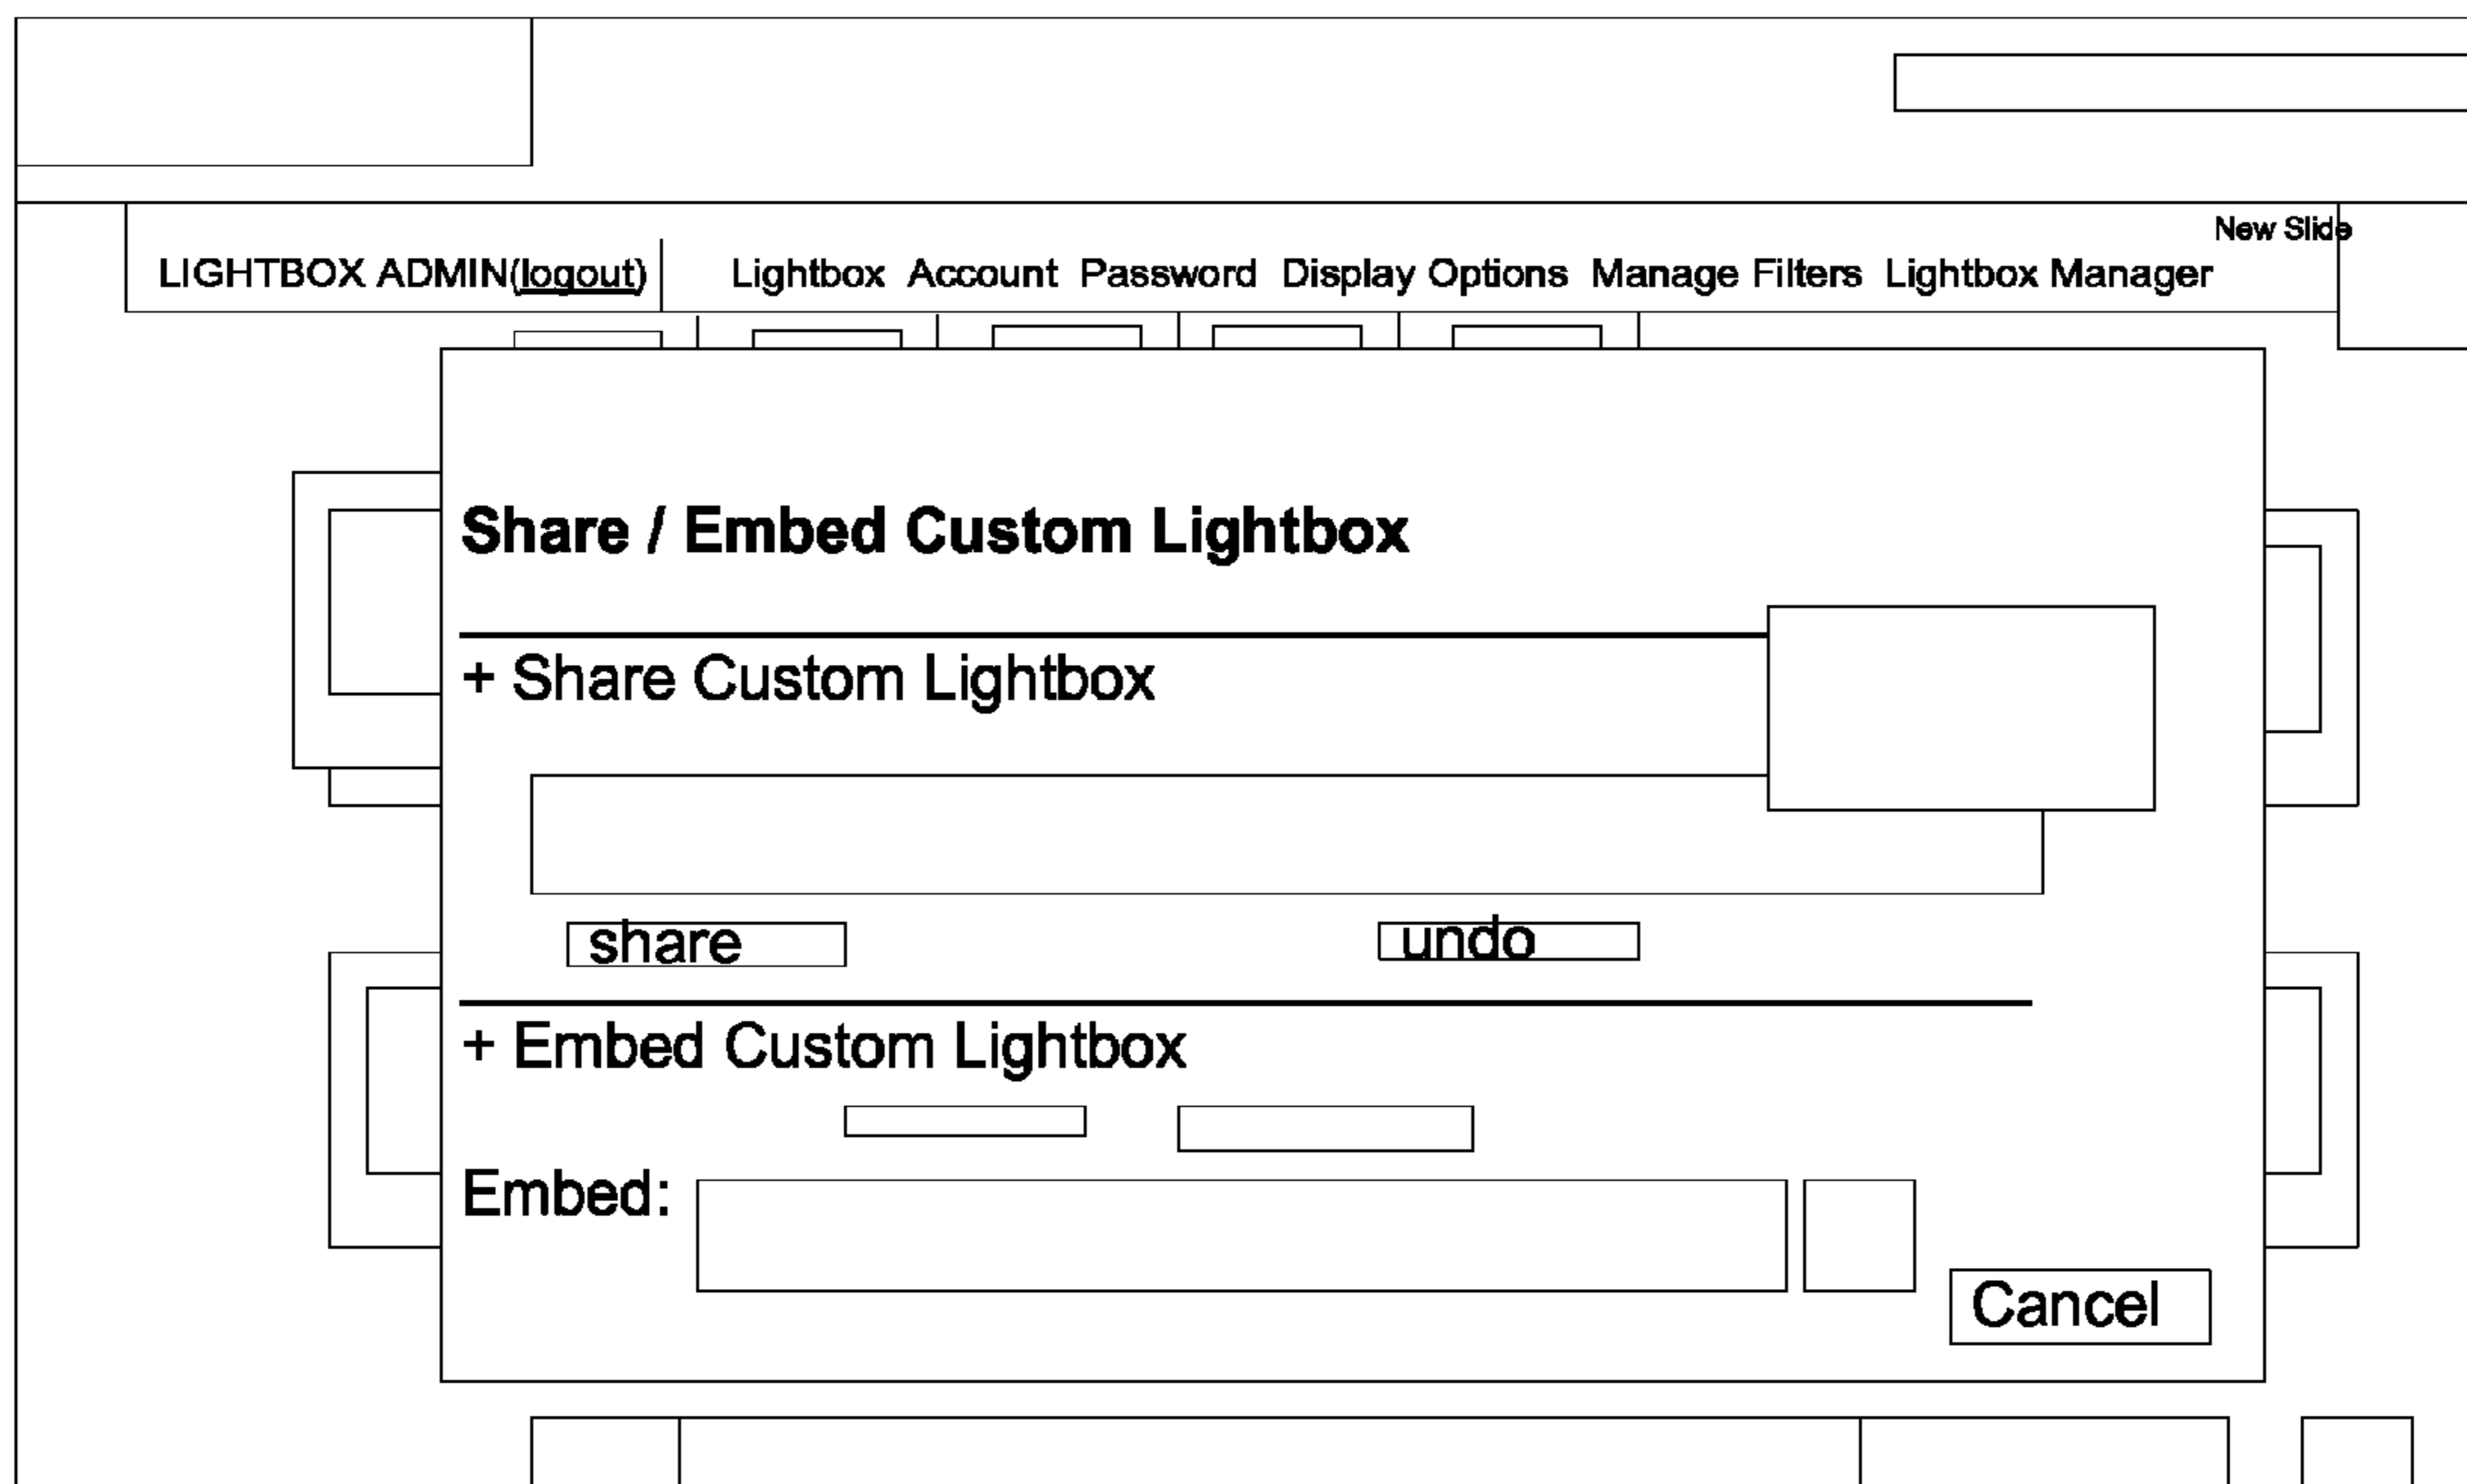 New Slide
LIGHTBOX ADMIN(logout) Lightbox Account Password Display Options Manage Filters Lightbox Manager
Share / Embed Custom Lightbox
+ Share Custom Lightbox
share undo
+ Embed Custom Lightbox
Embed:
Cancel